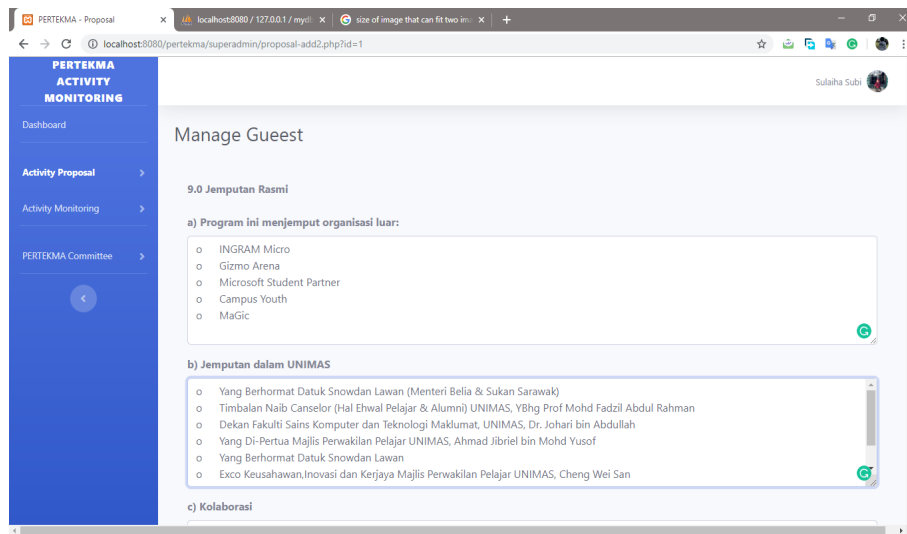 PERTEKMA - Proposal
localhost:8080 / 127.0.0.1 / mydb
size of image that can fit two ima
localhost:8080/pertekma/superadmin/proposal-add2.php?id=1
PERTEKMA
ACTIVITY
MONITORING
Sulaiha Subi
Dashboard
Activity Proposal
Activity Monitoring
PERTEKMA Committee
Manage Gueest
9.0 Jemputan Rasmi
a) Program ini menjemput organisasi luar:
o INGRAM Micro
o Gizmo Arena
o Microsoft Student Partner
o Campus Youth
o MaGic
b) Jemputan dalam UNIMAS
o Yang Berhormat Datuk Snowdan Lawan (Menteri Belia & Sukan Sarawak)
o Timbalan Naib Canselor (Hal Ehwal Pelajar & Alumni) UNIMAS, YBhg Prof Mohd Fadzil Abdul Rahman
o Dekan Fakulti Sains Komputer dan Teknologi Maklumat, UNIMAS, Dr. Johari bin Abdullah
o Yang Di-Pertua Majlis Perwakilan Pelajar UNIMAS, Ahmad Jibriel bin Mohd Yusof
o Yang Berhormat Datuk Snowdan Lawan
o Exco Keusahawan,Inovasi dan Kerjaya Majlis Perwakilan Pelajar UNIMAS, Cheng Wei San
c) Kolaborasi